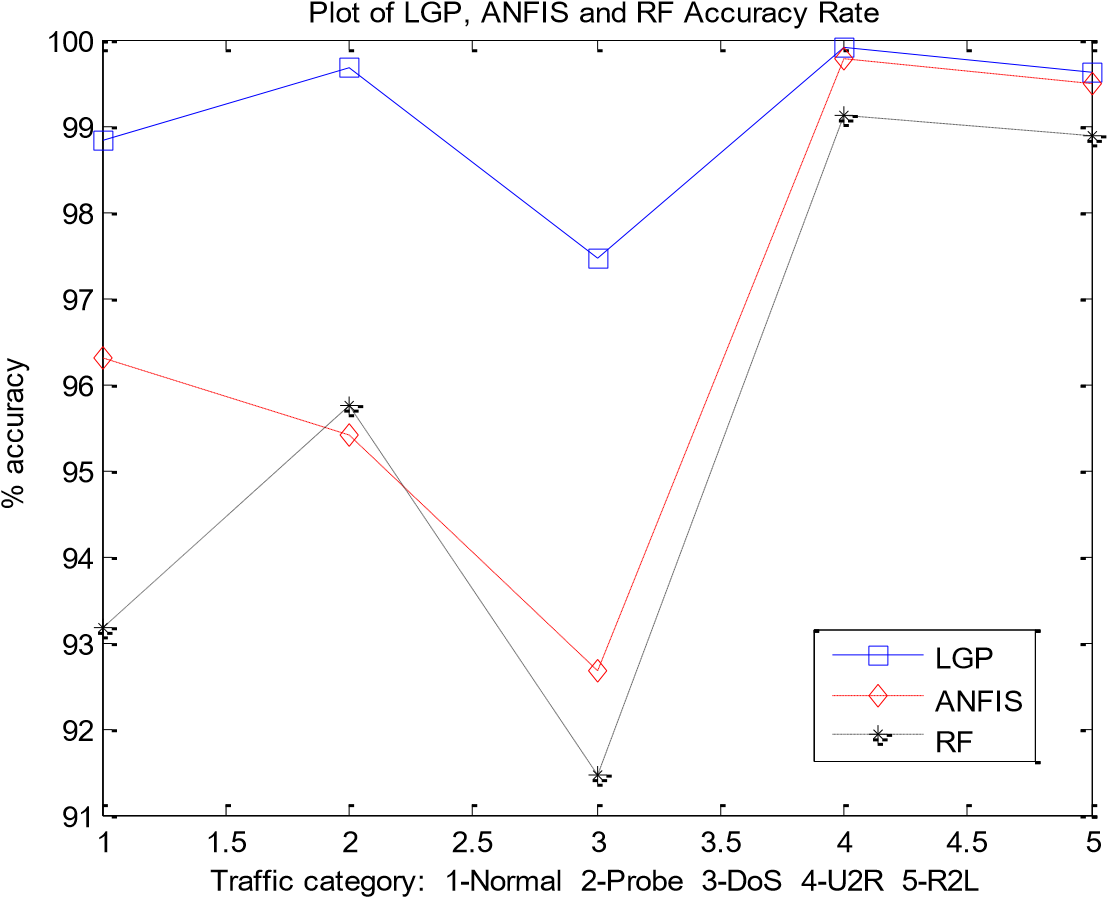 Plot of LGP, ANFIS and RF Accuracy Rate
100
99
98
97
96
95
94
93
92
91
% accuracy
LGP
ANFIS
RF
1 1.5 2 2.5 3 3.5 4 4.5 5
Traffic category: 1-Normal 2-Probe 3-DoS 4-U2R 5-R2L